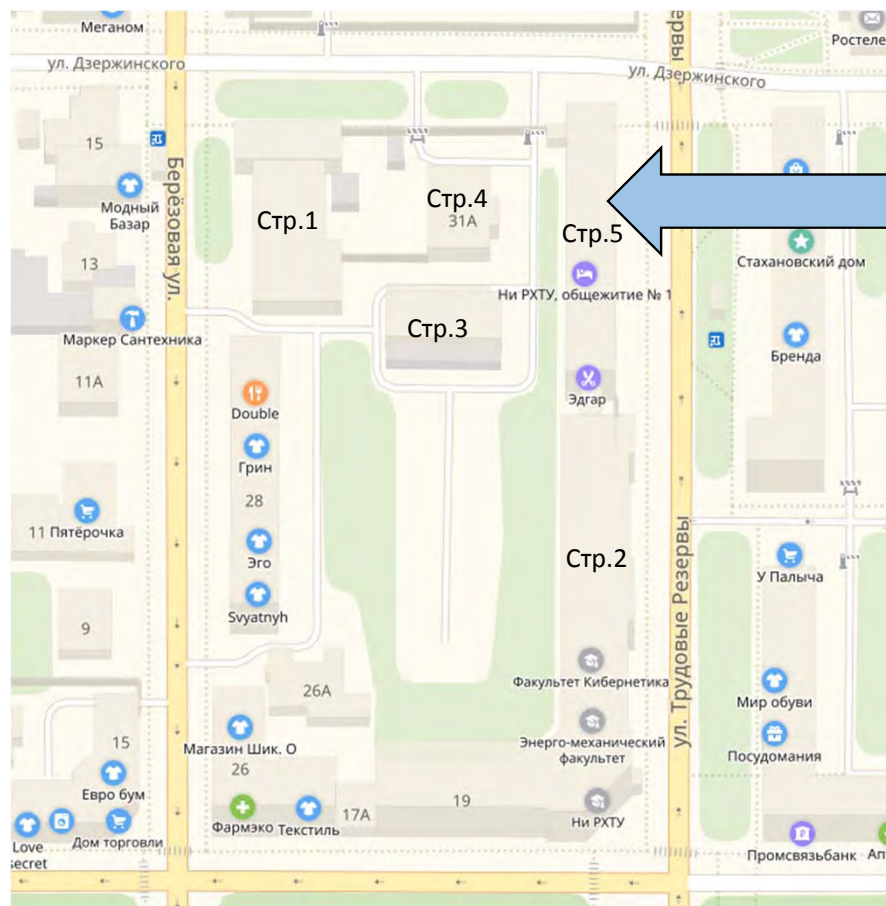 Меганом
ервы
Ростеле
ул. Дзержинского
ул. Дзержинского
15
Модный
Базар
Берёзовая ул.
Стр.1
Стр.4
31А
Стр.5
Стахановский дом
13
Ни РХТУ, общежитие № 1
Маркер Сантехника
Стр.3
Бренда
11А
Эдгар
Double
Грин
28
11 Пятёрочка
Эго
Стр.2
У Палыча
Svyatnyh
9
ул. Трудовые Резервы
Факультет Кибернетика
26А
Мир обуви
Магазин Шик. О
Энерго-механический
факультет
15
Посудомания
26
Евро бум
17А
19
Фармэко
Текстиль
Ни РХТУ
Love
secret
Дом торговли
Промсвязьбанк
Ап